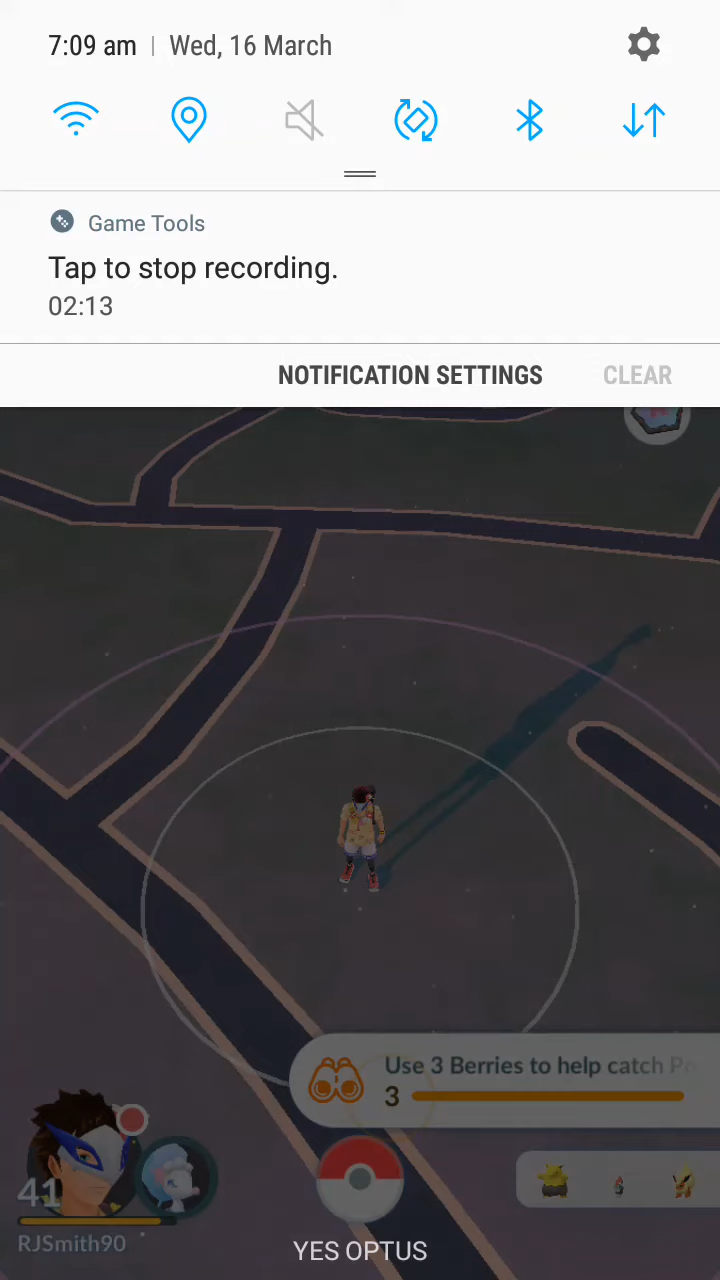 7:09 am | Wed, 16 March
Game Tools
Tap to stop recording.
02:13
NOTIFICATION SETTINGS CLEAR
Use 3 Berries to help catch
3
41
RJSmith90
YES OPTUS